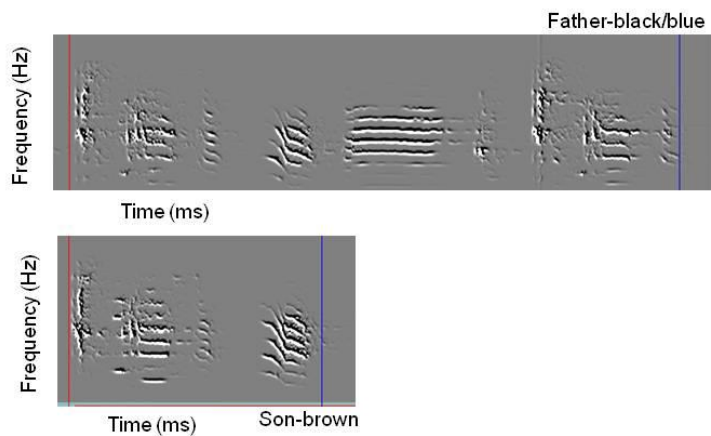 Father-black/blue
Frequency (Hz)
Time (ms)
Frequency (Hz)
Time (ms)
Son-brown